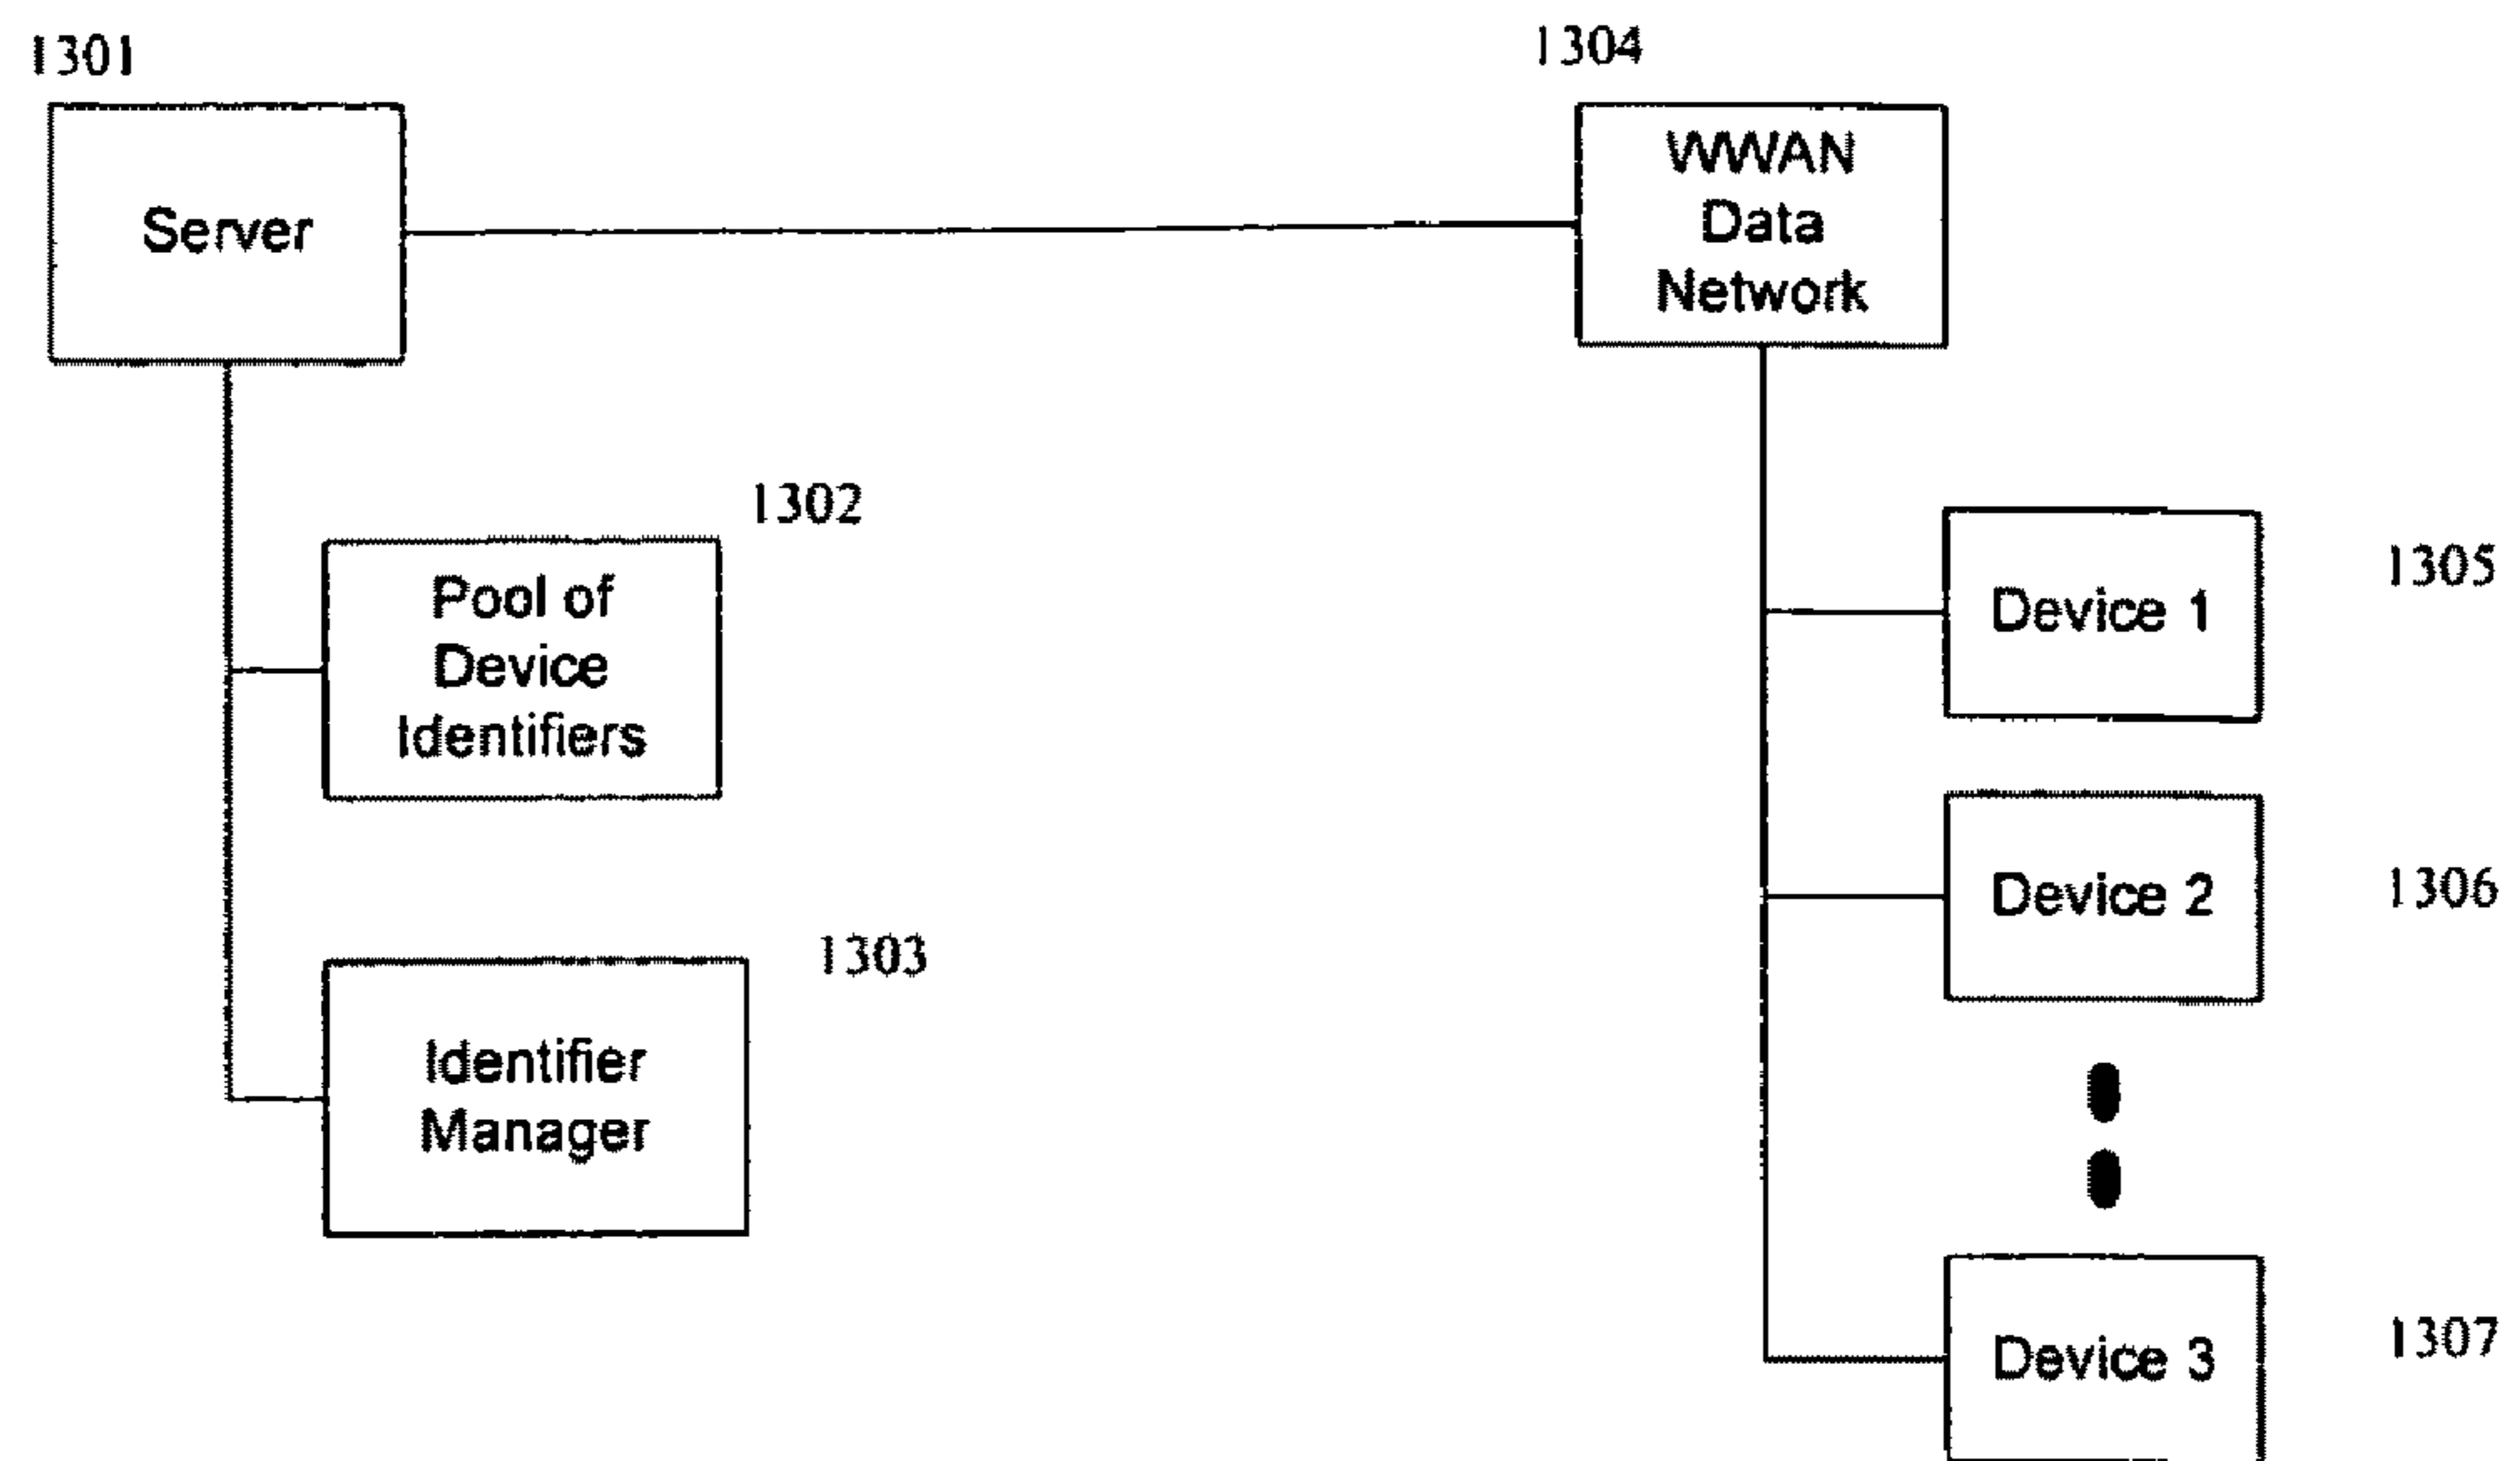 1301
Server
1304
WWAN
Data
Network
1302
Pool of
Device
Identifiers
1303
Identifier
Manager
1305
Device 1
1306
Device 2
1307
Device 3